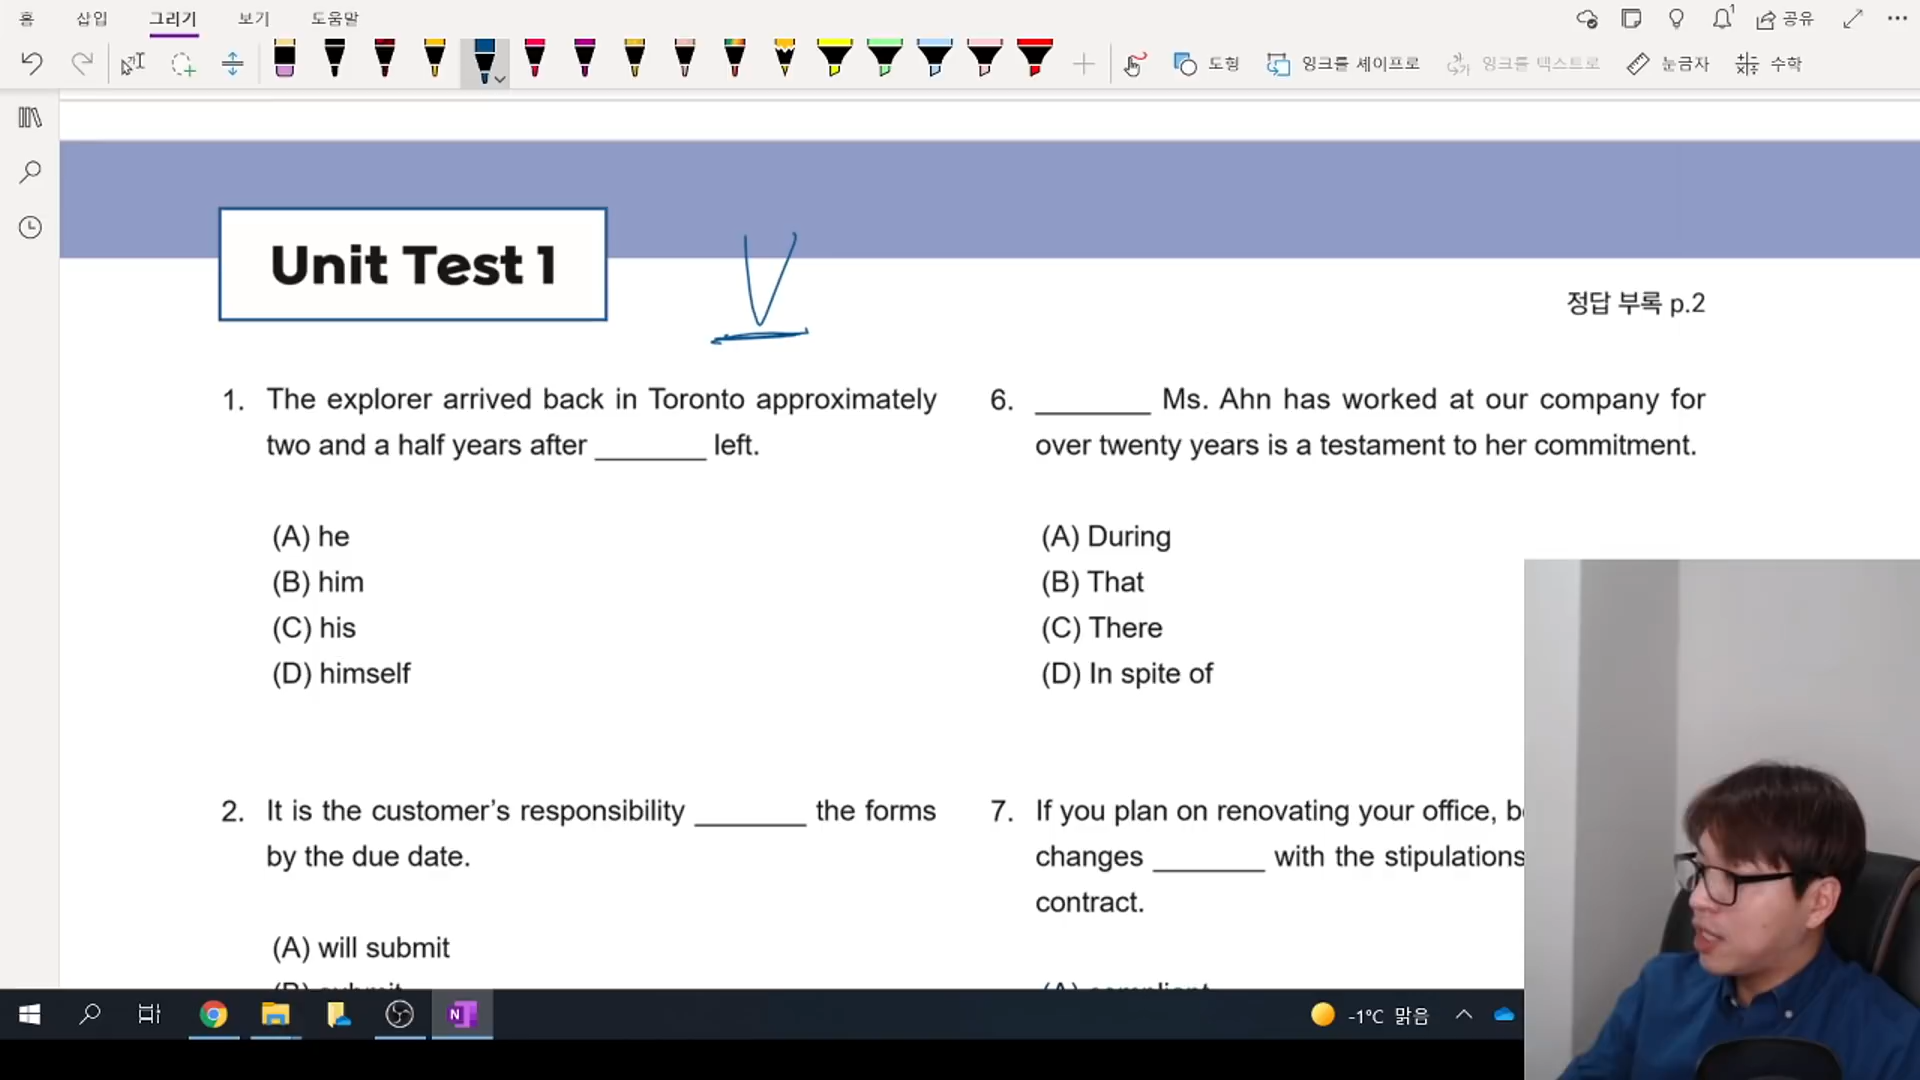 홈 삽입 그리기 보기 도움말 1 공유
가 도형 잉크를 셰이프로 가 잉크를 텍스트로 눈금자 수학
Unit Test 1
V
정답 부록 p.2
1. The explorer arrived back in Toronto approximately
two and a half years after _______ left.
(A) he
(B) him
(C) his
(D) himself
2. It is the customer’s responsibility _______ the forms
by the due date.
(A) will submit
(B) submit
6. _______ Ms. Ahn has worked at our company for
over twenty years is a testament to her commitment.
(A) During
(B) That
(C) There
(D) In spite of
7. If you plan on renovating your office, b
changes _______ with the stipulations
contract.
(A) compliant
N -1°C 맑음